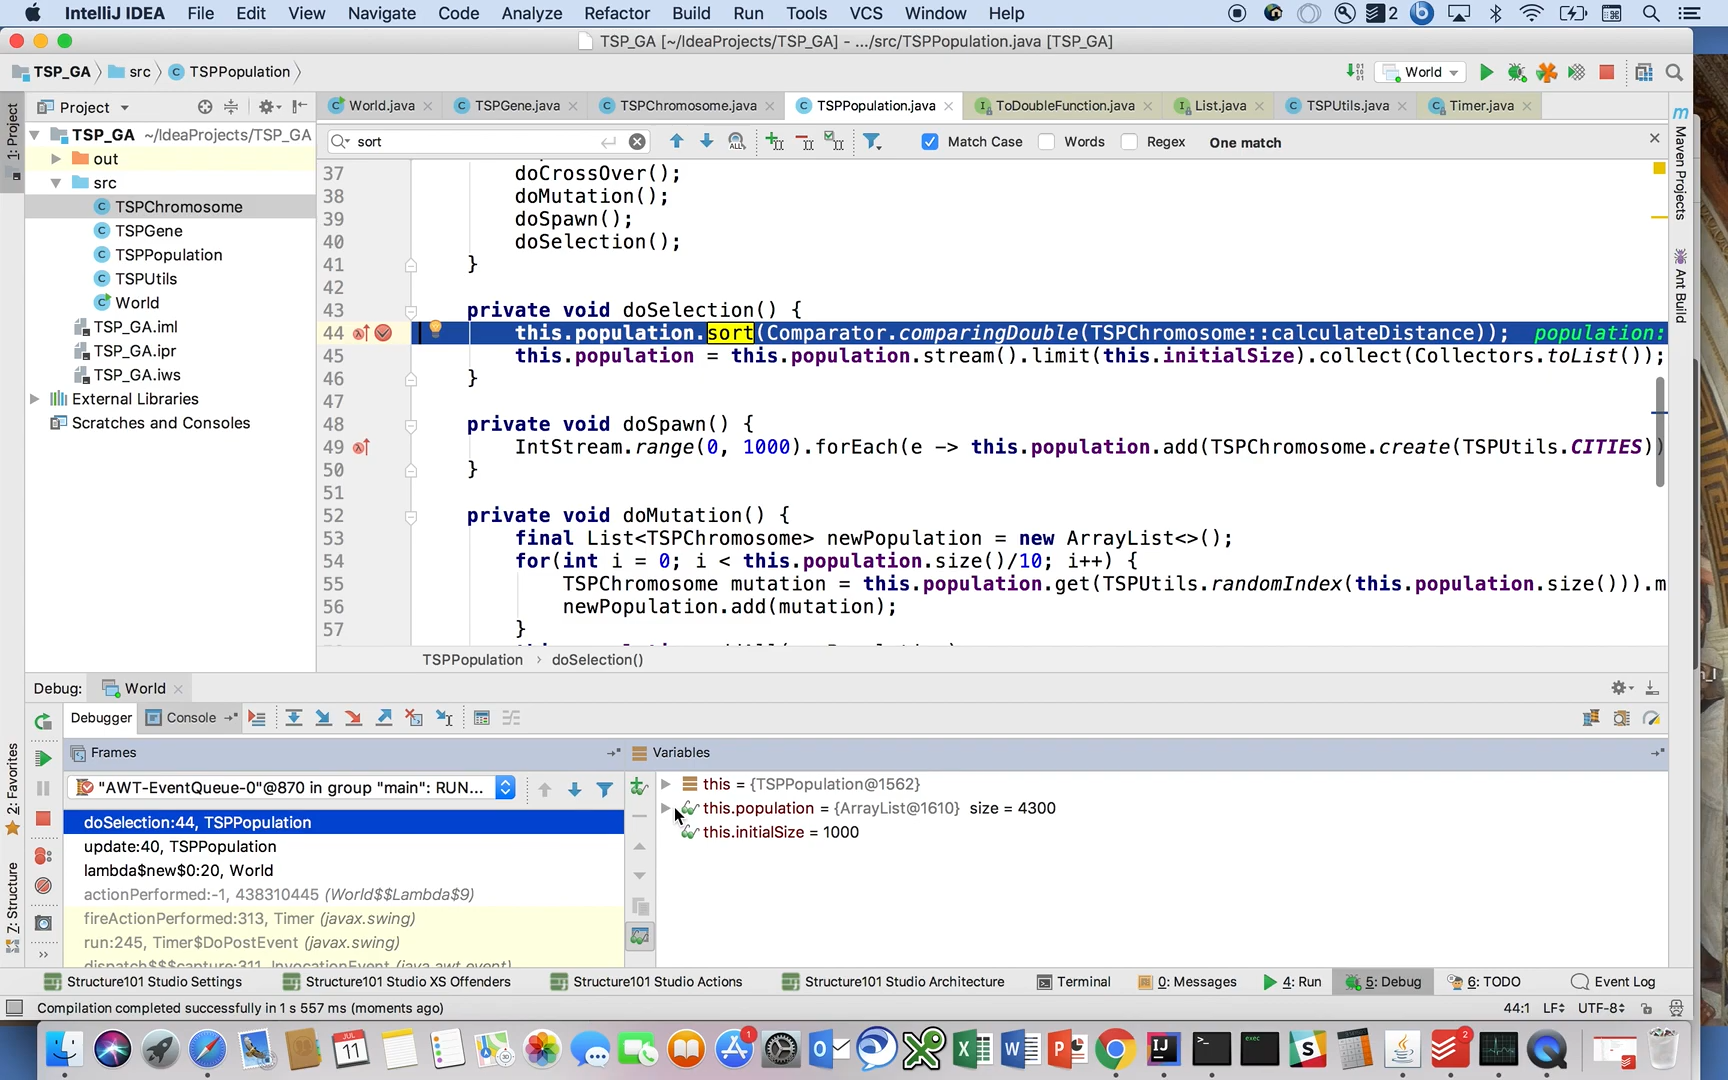 IntelliJ IDEA File Edit View Navigate Code Analyze Refactor Build Run Tools VCS Window Help 2
TSP_GA [~/IdeaProjects/TSP_GA] - .../src/TSPPopulation.java [TSP_GA]
TSP_GA src TSPPopulation World
Project
World.java TSPGene.java TSPChromosome.java TSPPopulation.java ToDoubleFunction.java List.java TSPUtils.java Timer.java
sort Match Case Words Regex One match
1: Project
TSP_GA ~/IdeaProjects/TSP_GA
out
src
TSPChromosome
TSPGene
TSPPopulation
TSPUtils
World
TSP_GA.iml
TSP_GA.ipr
TSP_GA.iws
External Libraries
Scratches and Consoles
37 doCrossOver();
38 doMutation();
39 doSpawn();
40 doSelection();
41 }
42
43 private void doSelection() {
44 this.population.sort(Comparator.comparingDouble(TSPChromosome::calculateDistance)); population:
45 this.population = this.population.stream().limit(this.initialSize).collect(Collectors.toList());
46 }
47
48 private void doSpawn() {
49 IntStream.range(0, 1000).forEach(e -> this.population.add(TSPChromosome.create(TSPUtils.CITIES))
50 }
51
52 private void doMutation() {
53 final List<TSPChromosome> newPopulation = new ArrayList<>();
54 for(int i = 0; i < this.population.size()/10; i++) {
55 TSPChromosome mutation = this.population.get(TSPUtils.randomIndex(this.population.size())).m
56 newPopulation.add(mutation);
57 }
TSPPopulation › doSelection()
m
Maven Projects
Ant Build
Debug: World
Debugger Console
Frames
Variables
"AWT-EventQueue-0"@870 in group "main": RUN...
doSelection:44, TSPPopulation
update:40, TSPPopulation
lambda$new$0:20, World
actionPerformed:-1, 438310445 (World$$Lambda$9)
fireActionPerformed:313, Timer (javax.swing)
run:245, Timer$DoPostEvent (javax.swing)
dispatch$$$capture:311, InvocationEvent (java.awt.event)
this = {TSPPopulation@1562}
this.population = {ArrayList@1610} size = 4300
this.initialSize = 1000
2: Favorites
7: Structure
Structure101 Studio Settings Structure101 Studio XS Offenders Structure101 Studio Actions Structure101 Studio Architecture Terminal 0: Messages 4: Run 5: Debug 6: TODO Event Log
Compilation completed successfully in 1 s 557 ms (moments ago) 44:1 LF UTF-8
JUL
11
1
2